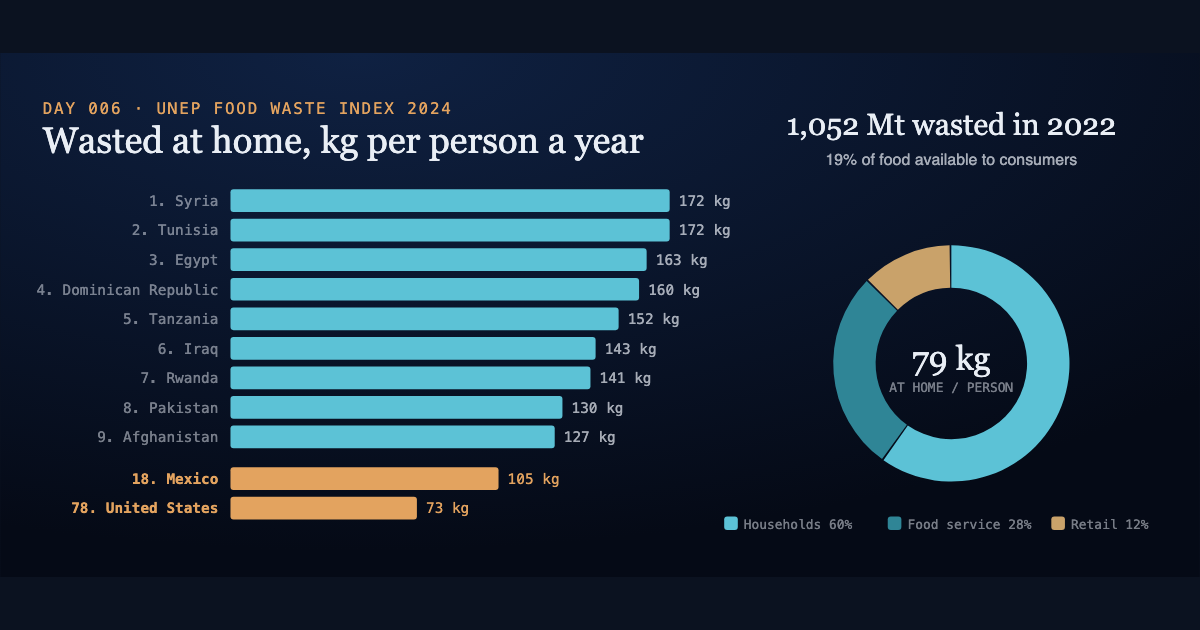 DAY 006 · UNEP FOOD WASTE INDEX 2024
Wasted at home, kg per person a year
1. Syria 172 kg
2. Tunisia 172 kg
3. Egypt 163 kg
4. Dominican Republic 160 kg
5. Tanzania 152 kg
6. Iraq 143 kg
7. Rwanda 141 kg
8. Pakistan 130 kg
9. Afghanistan 127 kg
18. Mexico 105 kg
78. United States 73 kg
1,052 Mt wasted in 2022
19% of food available to consumers
79 kg
AT HOME / PERSON
Households 60% Food service 28% Retail 12%